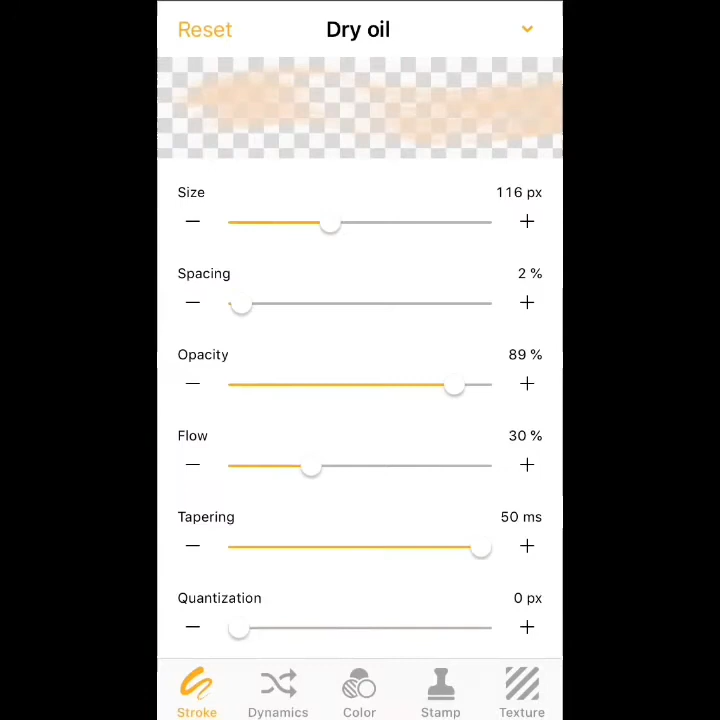 Reset Dry oil
Size 116 px
Spacing 2 %
Opacity 89 %
Flow 30 %
Tapering 50 ms
Quantization 0 px
Stroke Dynamics Color Stamp Texture